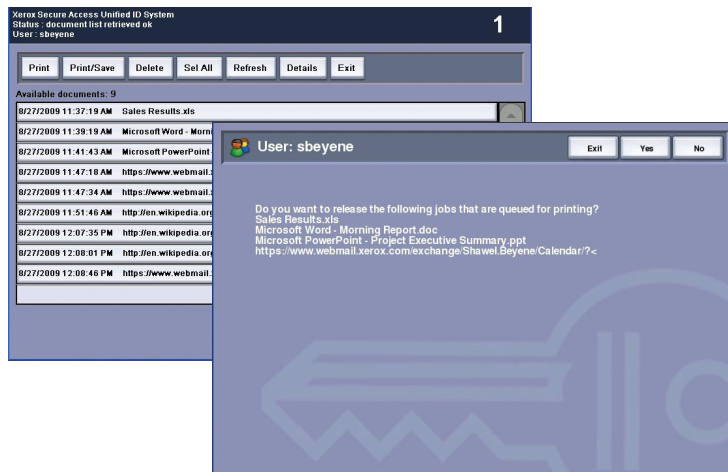 Xerox Secure Access Unified ID System
Status : document list retrieved ok
User : sbeyene
1
Print Print/Save Delete Sel All Refresh Details Exit
Available documents: 9
8/27/2009 11:37:19 AM Sales Results.xls
8/27/2009 11:39:19 AM Microsoft Word - Morni
8/27/2009 11:41:43 AM Microsoft PowerPoint -
8/27/2009 11:47:18 AM https://www.webmail.
8/27/2009 11:47:34 AM https://www.webmail.
8/27/2009 11:51:46 AM http://en.wikipedia.org
8/27/2009 12:07:35 PM http://en.wikipedia.org
8/27/2009 12:08:01 PM http://en.wikipedia.org
8/27/2009 12:08:46 PM https://www.webmail.
User: sbeyene
Exit Yes No
Do you want to release the following jobs that are queued for printing?
Sales Results.xls
Microsoft Word - Morning Report.doc
Microsoft PowerPoint - Project Executive Summary.ppt
https://www.webmail.xerox.com/exchange/Shawel.Beyene/Calendar/?<